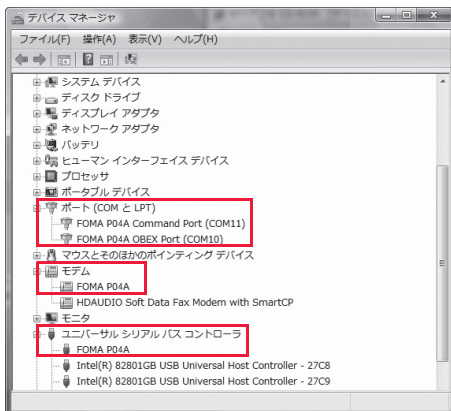 デバイス マネージャ
ファイル(F) 操作(A) 表示(V) ヘルプ(H)
システム デバイス
ディスク ドライブ
ディスプレイ アダプタ
ネットワーク アダプタ
バッテリ
ヒューマン インターフェイス デバイス
プロセッサ
ポータブル デバイス
ポート (COM と LPT)
FOMA P04A Command Port (COM11)
FOMA P04A OBEX Port (COM10)
マウスとそのほかのポインティング デバイス
モデム
FOMA P04A
HDAUDIO Soft Data Fax Modem with SmartCP
モニタ
ユニバーサル シリアル バス コントローラ
FOMA P04A
Intel(R) 82801GB USB Universal Host Controller - 27C8
Intel(R) 82801GB USB Universal Host Controller - 27C9